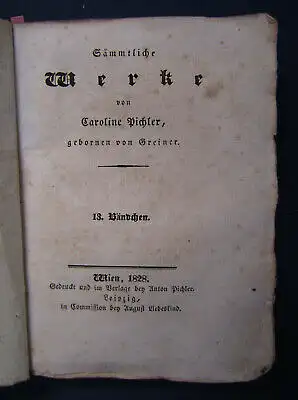 Sämmtliche
Werke
von
Caroline Pichler,
gebornen von Greiner.
13. Bändchen.
Wien, 1828.
Gedruckt und im Verlage bey Anton Pichler.
Leipzig,
in Commission bey August Liebeskind.